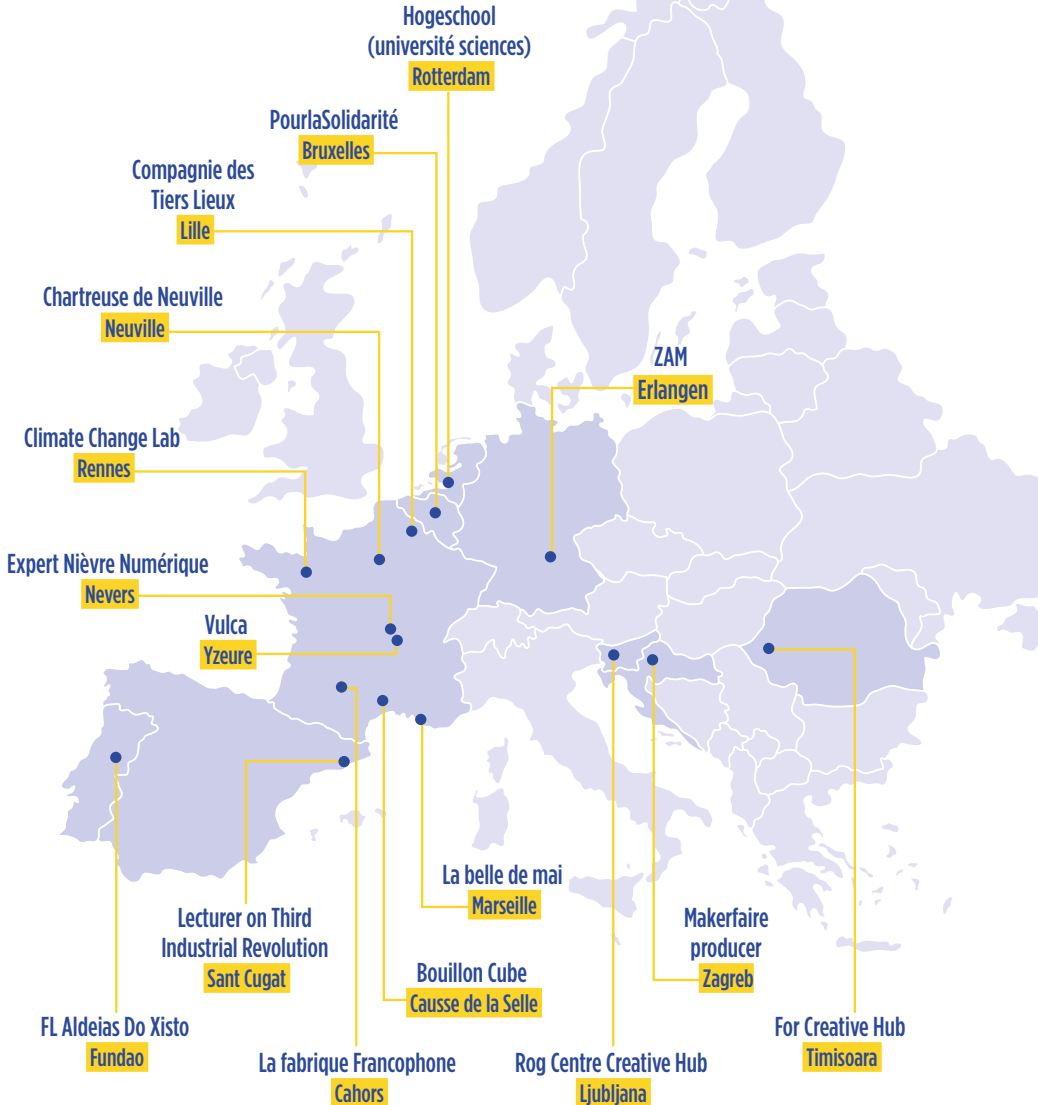 Hogeschool
(université sciences)
Rotterdam
PourlaSolidarité
Bruxelles
Compagnie des
Tiers Lieux
Lille
Chartreuse de Neuville
Neuville
ZAM
Erlangen
Climate Change Lab
Rennes
Expert Nièvre Numérique
Nevers
Vulca
Yzeure
La belle de mai
Marseille
Lecturer on Third
Industrial Revolution
Sant Cugat
Makerfaire
producer
Zagreb
Bouillon Cube
Causse de la Selle
FL Aldeias Do Xisto
Fundao
For Creative Hub
Timisoara
La fabrique Francophone
Cahors
Rog Centre Creative Hub
Ljubljana